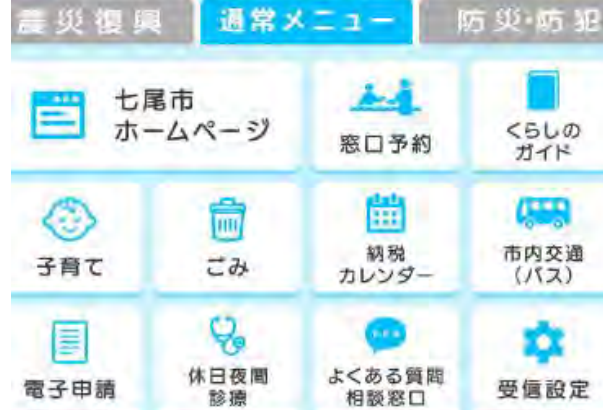 震災復興
通常メニュー
防災・防犯
七尾市
ホームページ
窓口予約
くらしの
ガイド
子育て
ごみ
納税
カレンダー
市内交通
(バス)
電子申請
休日夜間
診療
よくある質問
相談窓口
受信設定